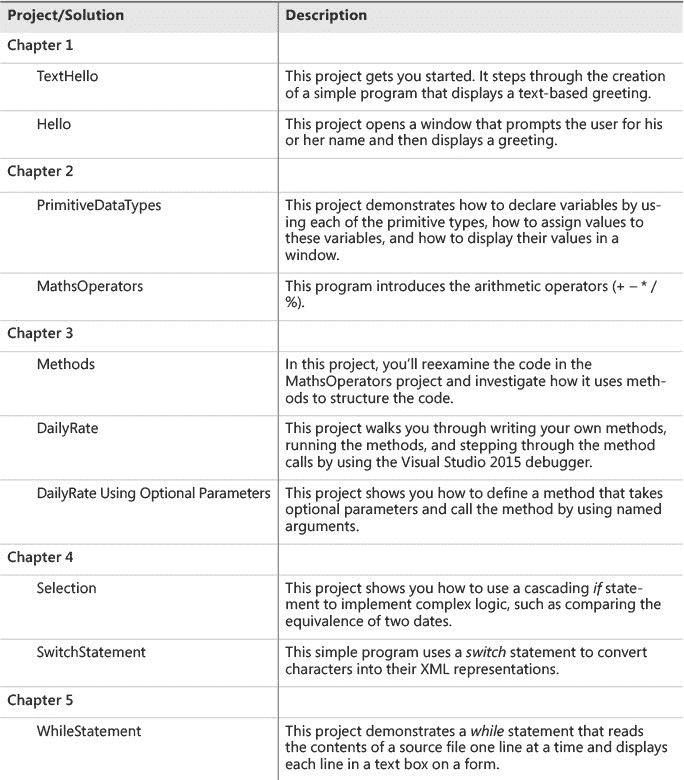 Project/Solution Description
Chapter 1
TextHello This project gets you started. It steps through the creation
of a simple program that displays a text-based greeting.
Hello This project opens a window that prompts the user for his
or her name and then displays a greeting.
Chapter 2
PrimitiveDataTypes This project demonstrates how to declare variables by us-
ing each of the primitive types, how to assign values to
these variables, and how to display their values in a
window.
MathsOperators This program introduces the arithmetic operators (+ – * /
%).
Chapter 3
Methods In this project, you’ll reexamine the code in the
MathsOperators project and investigate how it uses meth-
ods to structure the code.
DailyRate This project walks you through writing your own methods,
running the methods, and stepping through the method
calls by using the Visual Studio 2015 debugger.
DailyRate Using Optional Parameters This project shows you how to define a method that takes
optional parameters and call the method by using named
arguments.
Chapter 4
Selection This project shows you how to use a cascading if state-
ment to implement complex logic, such as comparing the
equivalence of two dates.
SwitchStatement This simple program uses a switch statement to convert
characters into their XML representations.
Chapter 5
WhileStatement This project demonstrates a while statement that reads
the contents of a source file one line at a time and displays
each line in a text box on a form.